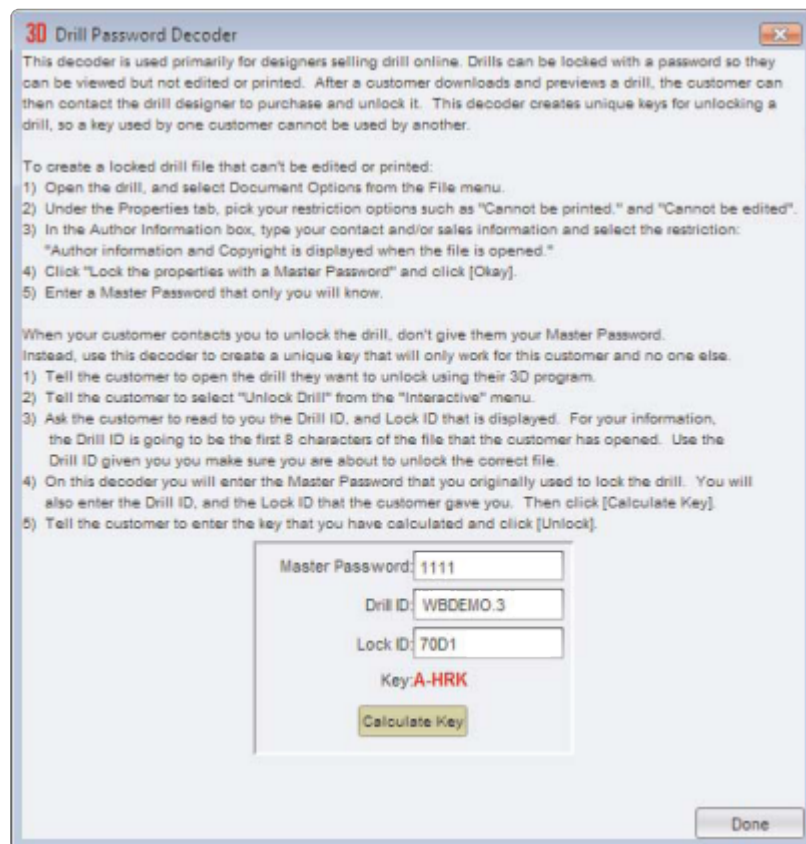 3D Drill Password Decoder
This decoder is used primarily for designers selling drill online. Drills can be locked with a password so they
can be viewed but not edited or printed. After a customer downloads and previews a drill, the customer can
then contact the drill designer to purchase and unlock it. This decoder creates unique keys for unlocking a
drill, so a key used by one customer cannot be used by another.
To create a locked drill file that can't be edited or printed:
1) Open the drill, and select Document Options from the File menu.
2) Under the Properties tab, pick your restriction options such as "Cannot be printed." and "Cannot be edited".
3) In the Author Information box, type your contact and/or sales information and select the restriction:
"Author information and Copyright is displayed when the file is opened."
4) Click "Lock the properties with a Master Password" and click [Okay].
5) Enter a Master Password that only you will know.
When your customer contacts you to unlock the drill, don't give them your Master Password.
Instead, use this decoder to create a unique key that will only work for this customer and no one else.
1) Tell the customer to open the drill they want to unlock using their 3D program.
2) Tell the customer to select "Unlock Drill" from the "Interactive" menu.
3) Ask the customer to read to you the Drill ID, and Lock ID that is displayed. For your information,
the Drill ID is going to be the first 8 characters of the file that the customer has opened. Use the
Drill ID given you you make sure you are about to unlock the correct file.
4) On this decoder you will enter the Master Password that you originally used to lock the drill. You will
also enter the Drill ID, and the Lock ID that the customer gave you. Then click [Calculate Key].
5) Tell the customer to enter the key that you have calculated and click [Unlock].
Master Password: 1111
Drill ID: WBDEMO.3
Lock ID: 70D1
Key: A-HRK
Calculate Key
Done